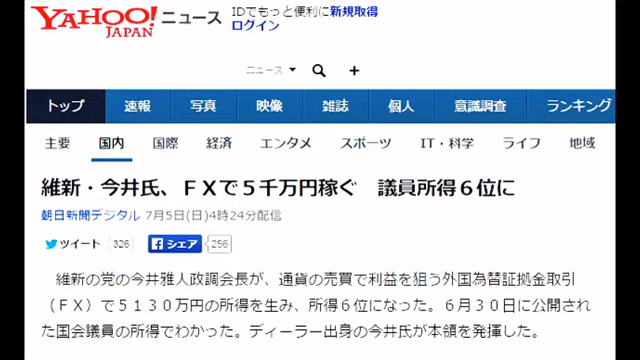 YAHOO! ニュース IDでもっと便利に新規取得
JAPAN ログイン
ニュース
トップ 速報 写真 映像 雑誌 個人 意識調査 ランキング
主要 国内 国際 経済 エンタメ スポーツ IT・科学 ライフ 地域
維新・今井氏、ＦＸで５千万円稼ぐ　議員所得６位に
朝日新聞デジタル 7月5日(日)4時24分配信
ツイート 326 シェア 256
維新の党の今井雅人政調会長が、通貨の売買で利益を狙う外国為替証拠金取引
（ＦＸ）で５１３０万円の所得を生み、所得６位になった。６月３０日に公開され
た国会議員の所得でわかった。ディーラー出身の今井氏が本領を発揮した。